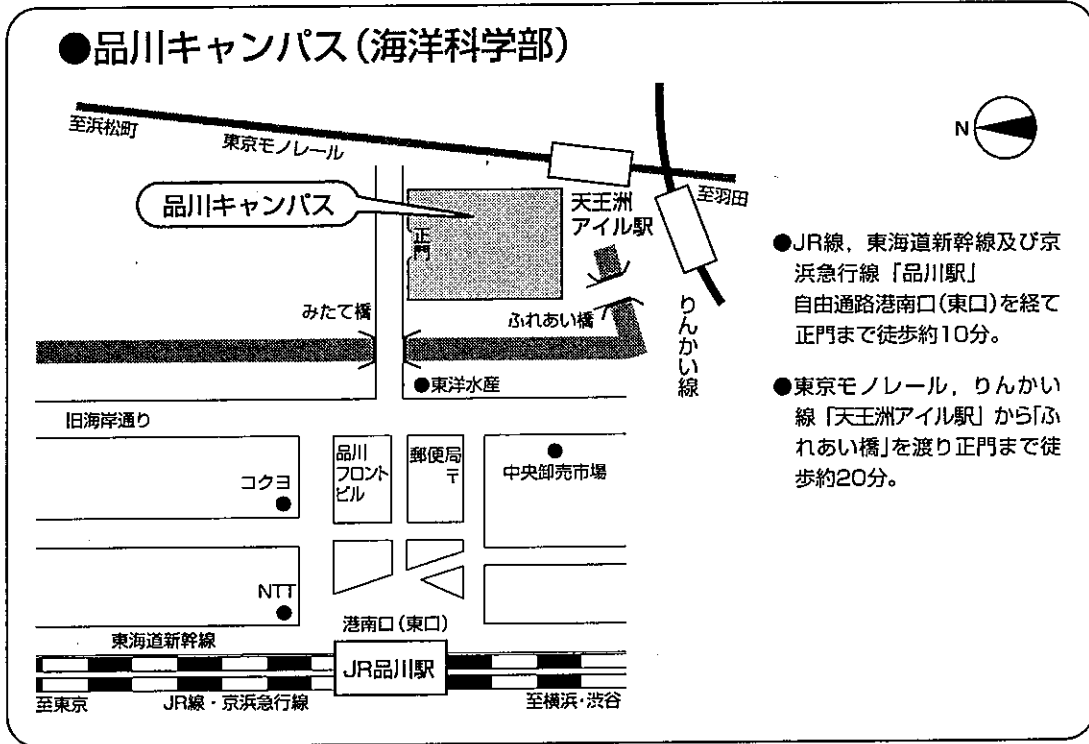 ●品川キャンパス(海洋科学部)
至浜松町
東京モノレール
至羽田
N
品川キャンパス
正門
天王洲
アイル駅
りんかい線
みたて橋
ふれあい橋
●東洋水産
旧海岸通り
コクヨ
品川
フロント
ビル
郵便局
〒
中央卸売市場
NTT
港南口(東口)
東海道新幹線
JR品川駅
至東京
JR線・京浜急行線
至横浜・渋谷
●JR線，東海道新幹線及び京
浜急行線「品川駅」
自由通路港南口(東口)を経て
正門まで徒歩約10分。
●東京モノレール，りんかい
線「天王洲アイル駅」から「ふ
れあい橋」を渡り正門まで徒
歩約20分。